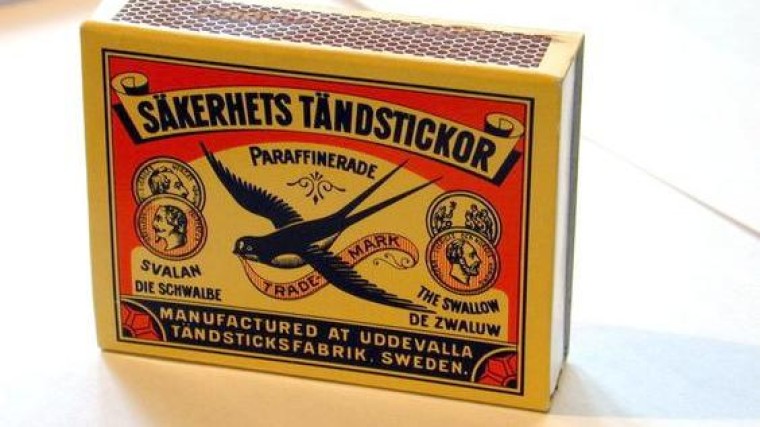 SÄKERHETS TÄNDSTICKOR
PARAFFINERADE
TRADE-MARK
SVALAN
DIE SCHWALBE
THE SWALLOW
DE ZWALUW
MANUFACTURED AT UDDEVALLA
TÄNDSTICKSFABRIK. SWEDEN.